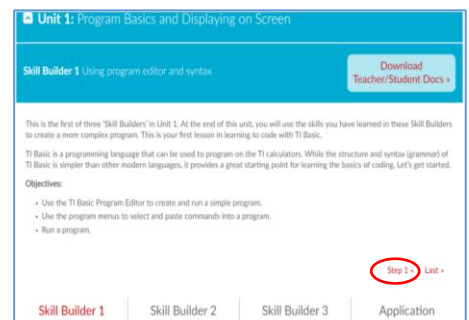 Unit 1: Program Basics and Displaying on Screen
Skill Builder 1 Using program editor and syntax
Download
Teacher/Student Docs »
This is the first of three 'Skill Builders' in Unit 1. At the end of this unit, you will use the skills you have learned in these Skill Builders
to create a more complex program. This is your first lesson in learning to code with TI Basic.
TI Basic is a programming language that can be used to program on the TI calculators. While the structure and syntax (grammar) of
TI Basic is simpler than other modern languages, it provides a great starting point for learning the basics of coding. Let's get started.
Objectives:
• Use the TI Basic Program Editor to create and run a simple program.
• Use the program menus to select and paste commands into a program.
• Run a program.
Step 1 » Last »
Skill Builder 1 Skill Builder 2 Skill Builder 3 Application